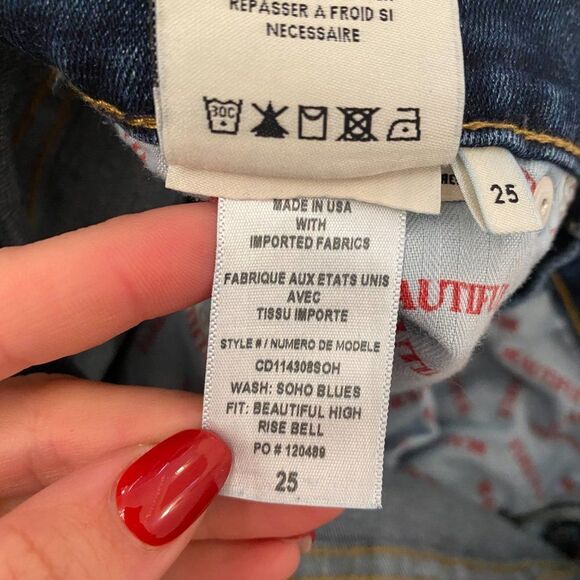 REPASSER À FROID SI
NECESSAIRE
30C
25
MADE IN USA
WITH
IMPORTED FABRICS
FABRIQUE AUX ETATS UNIS
AVEC
TISSU IMPORTE
STYLE # / NUMERO DE MODELE
CD114308SOH
WASH: SOHO BLUES
FIT: BEAUTIFUL HIGH
RISE BELL
PO # 120489
25